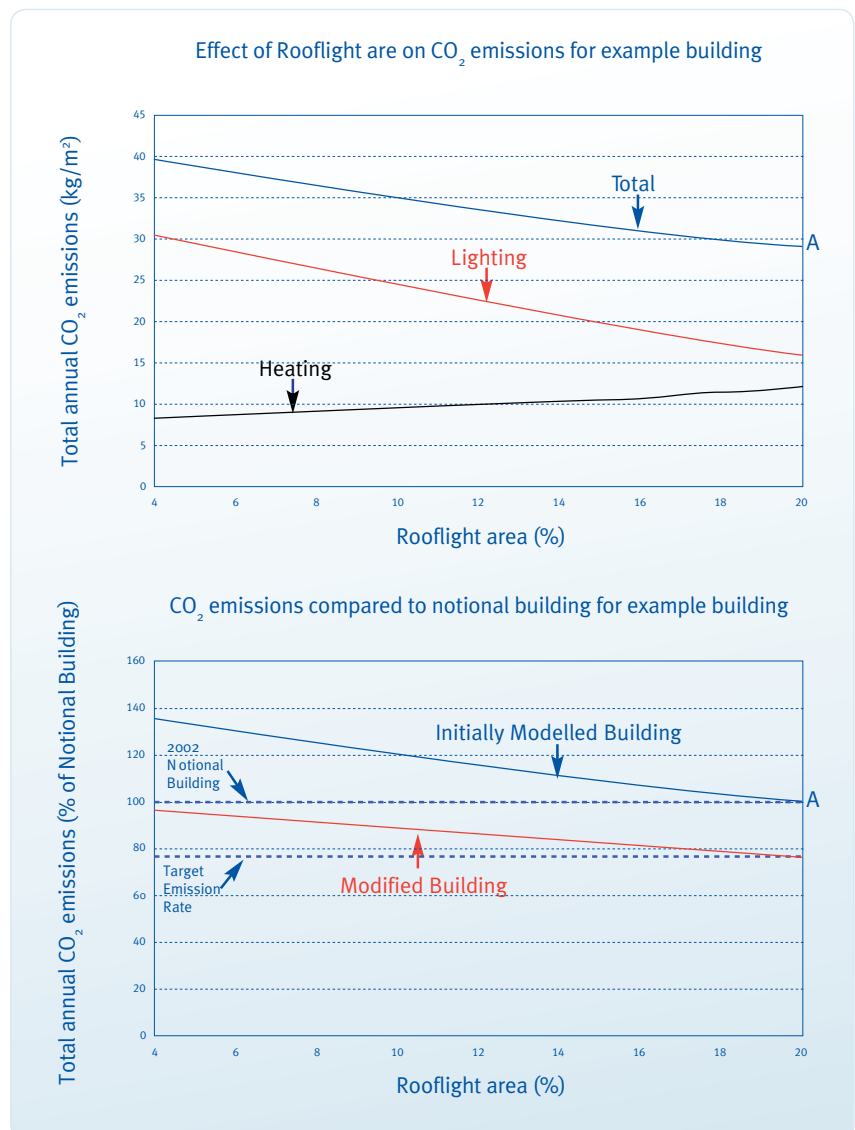 Effect of Rooflight are on CO₂ emissions for example building
Total annual CO₂ emissions (kg/m²)
45
40
35
30
25
20
15
10
5
0
Total
A
Lighting
Heating
4 6 8 10 12 14 16 18 20
Rooflight area (%)
CO₂ emissions compared to notional building for example building
Total annual CO₂ emissions (% of Notional Building)
160
140
120
100
80
60
40
20
0
Initially Modelled Building
2002
Notional
Building
A
Target
Emission
Rate
Modified Building
4 6 8 10 12 14 16 18 20
Rooflight area (%)